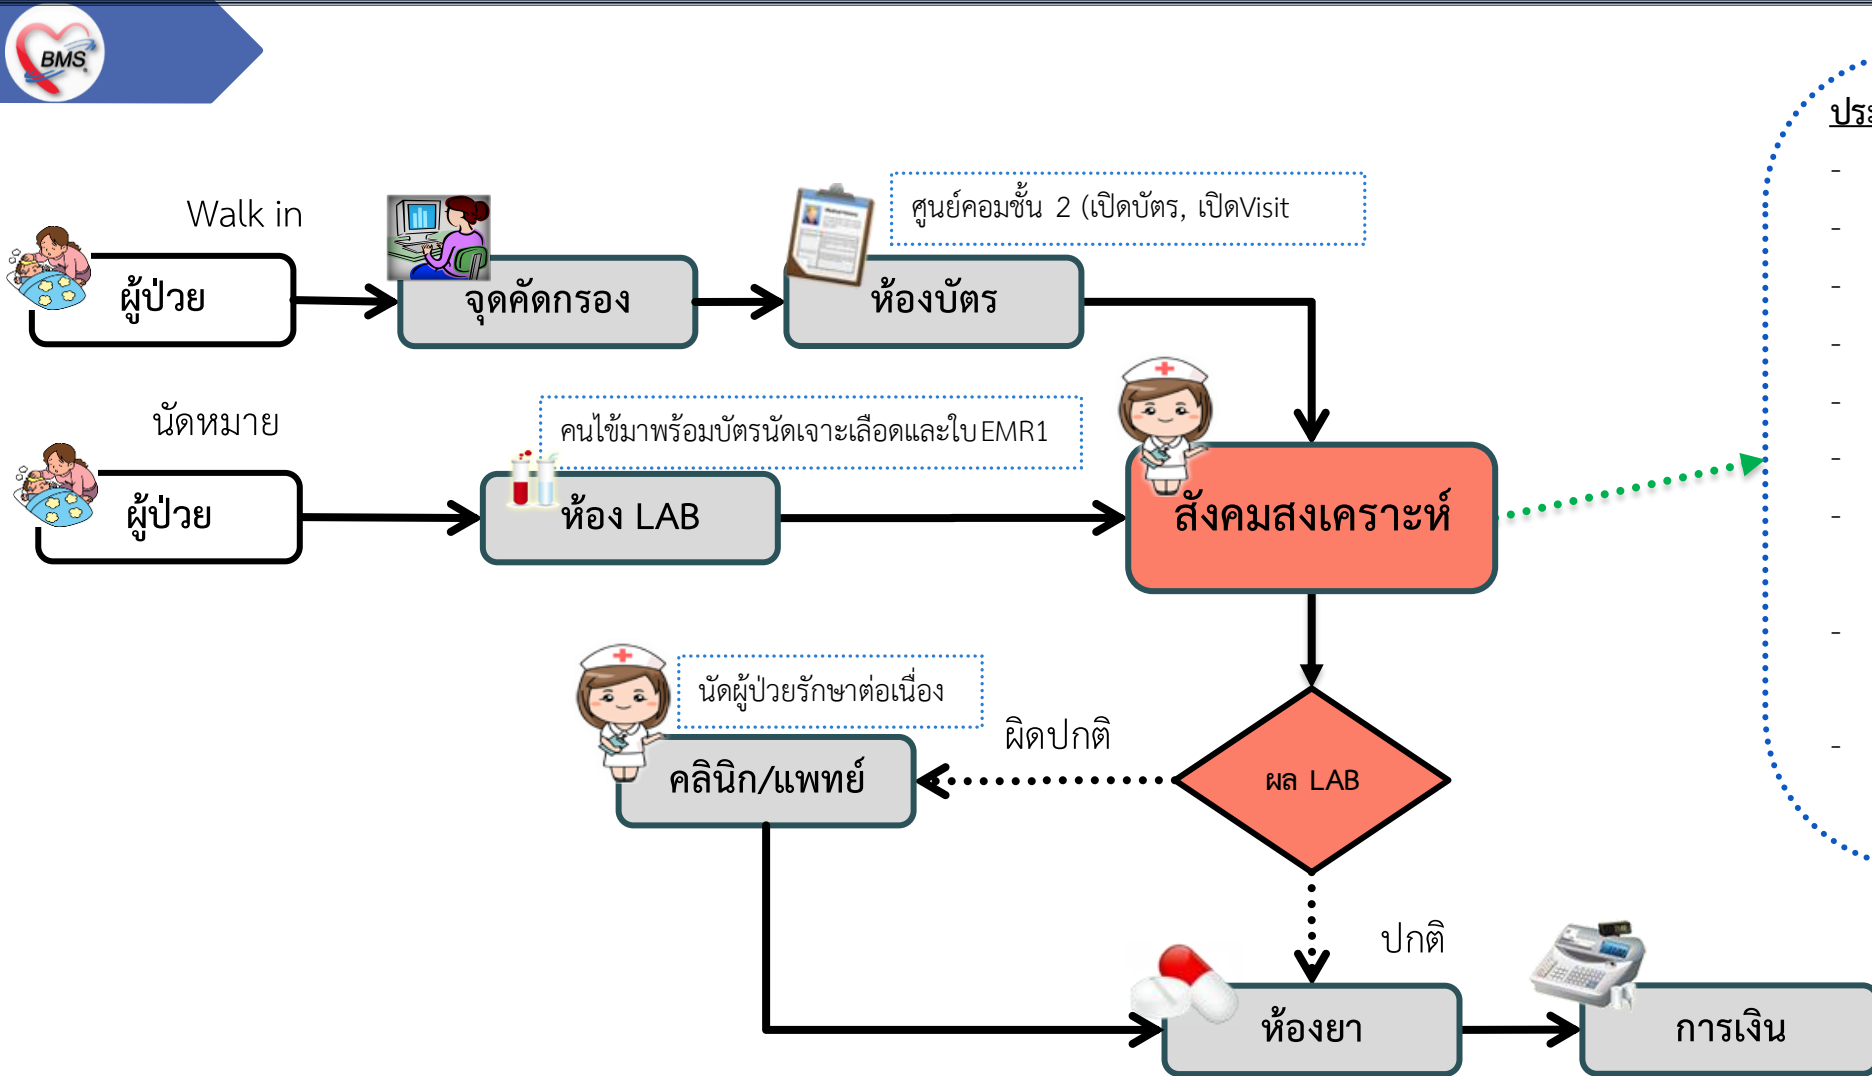 BMS
ประ
-
-
-
-
-
-
-
-
-
Walk in
ศูนย์คอมชั้น 2 (เปิดบัตร, เปิดVisit
ผู้ป่วย
จุดคัดกรอง
ห้องบัตร
นัดหมาย
คนไข้มาพร้อมบัตรนัดเจาะเลือดและใบ EMR1
ผู้ป่วย
ห้อง LAB
สังคมสงเคราะห์
นัดผู้ป่วยรักษาต่อเนื่อง
ผิดปกติ
คลินิก/แพทย์
ผล LAB
ปกติ
ห้องยา
การเงิน